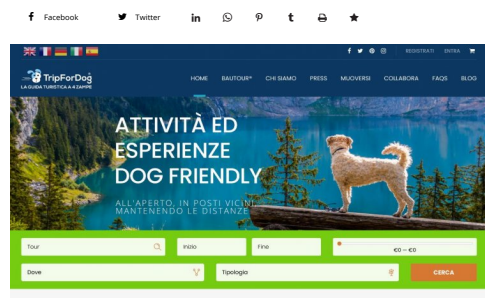 Facebook Twitter
REGISTRATI ENTRA
TripForDog
LA GUIDA TURISTICA A 4 ZAMPE
HOME BAUTOUR® CHI SIAMO PRESS MUOVERSI COLLABORA FAQS BLOG
ATTIVITÀ ED
ESPERIENZE
DOG FRIENDLY
ALL'APERTO, IN POSTI VICINI,
MANTENENDO LE DISTANZE
Tour Inizio Fine €0 — €0
Dove Tipologia CERCA